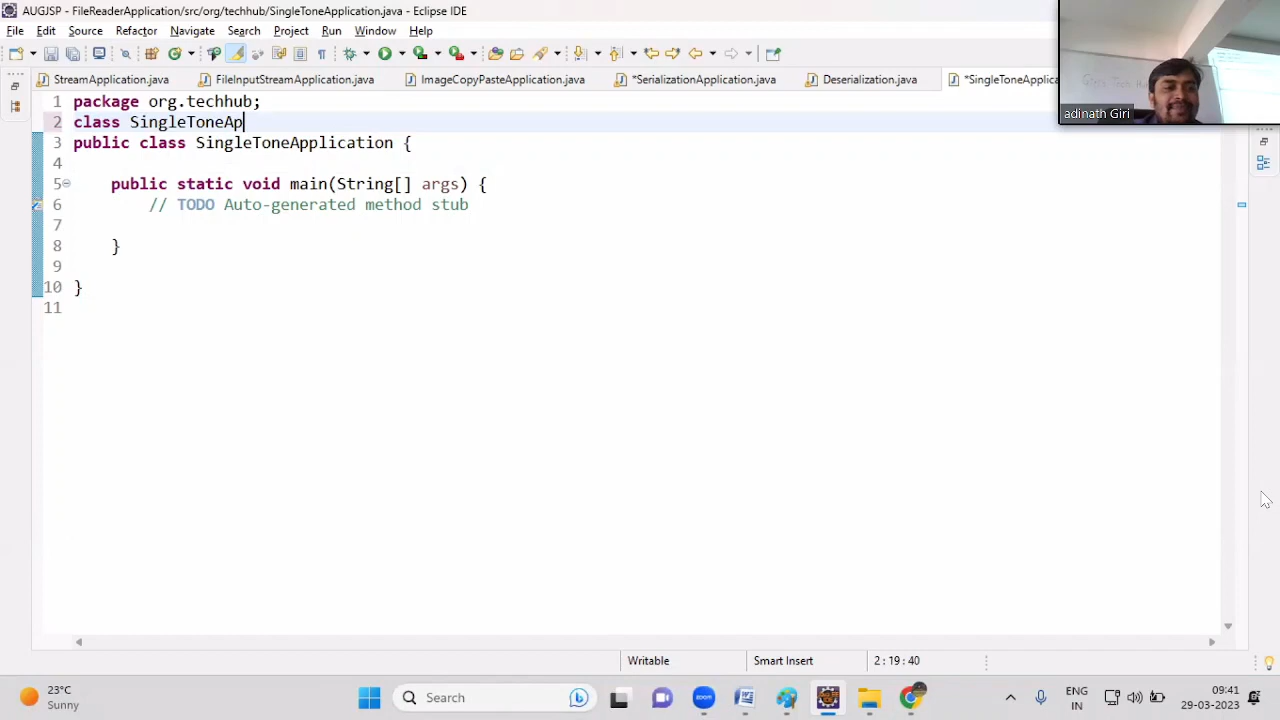 AUGJSP - FileReaderApplication/src/org/techhub/SingleToneApplication.java - Eclipse IDE
File Edit Source Refactor Navigate Search Project Run Window Help
StreamApplication.java FileInputStreamApplication.java ImageCopyPasteApplication.java *SerializationApplication.java Deserialization.java *SingleToneApplic
adinath Giri
1 package org.techhub;
2 class SingleToneAp
3 public class SingleToneApplication {
4
5 public static void main(String[] args) {
6 // TODO Auto-generated method stub
7
8 }
9
10 }
11
Writable Smart Insert 2 : 19 : 40
23°C
Sunny
Search
ENG
IN
09:41
29-03-2023